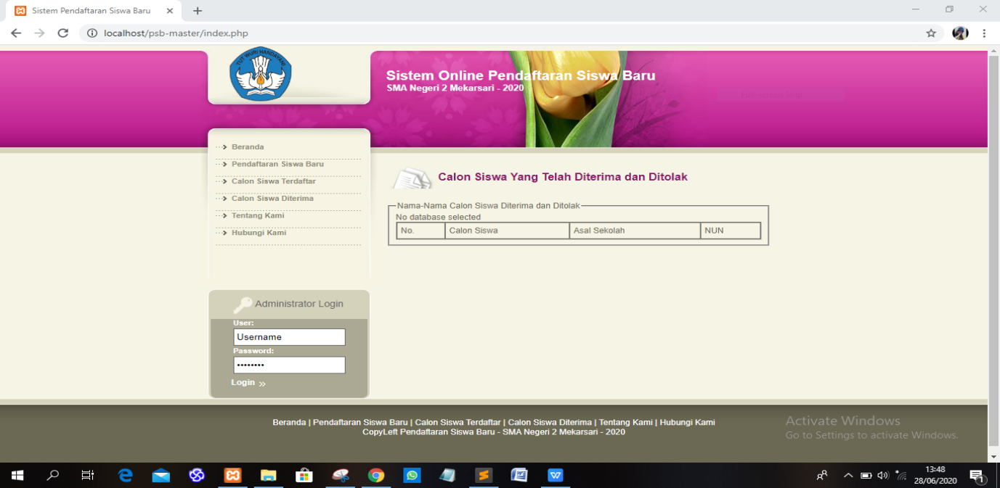 Sistem Pendaftaran Siswa Baru
localhost/psb-master/index.php
TUT WURI HANDAYANI
Sistem Online Pendaftaran Siswa Baru
SMA Negeri 2 Mekarsari - 2020
Beranda
Pendaftaran Siswa Baru
Calon Siswa Terdaftar
Calon Siswa Diterima
Tentang Kami
Hubungi Kami
Calon Siswa Yang Telah Diterima dan Ditolak
Nama-Nama Calon Siswa Diterima dan Ditolak
No database selected
No. Calon Siswa Asal Sekolah NUN
Administrator Login
User:
Username
Password:
••••••••
Login »
Beranda | Pendaftaran Siswa Baru | Calon Siswa Terdaftar | Calon Siswa Diterima | Tentang Kami | Hubungi Kami
CopyLeft Pendaftaran Siswa Baru - SMA Negeri 2 Mekarsari - 2020
Activate Windows
Go to Settings to activate Windows.
13:48
28/06/2020
1